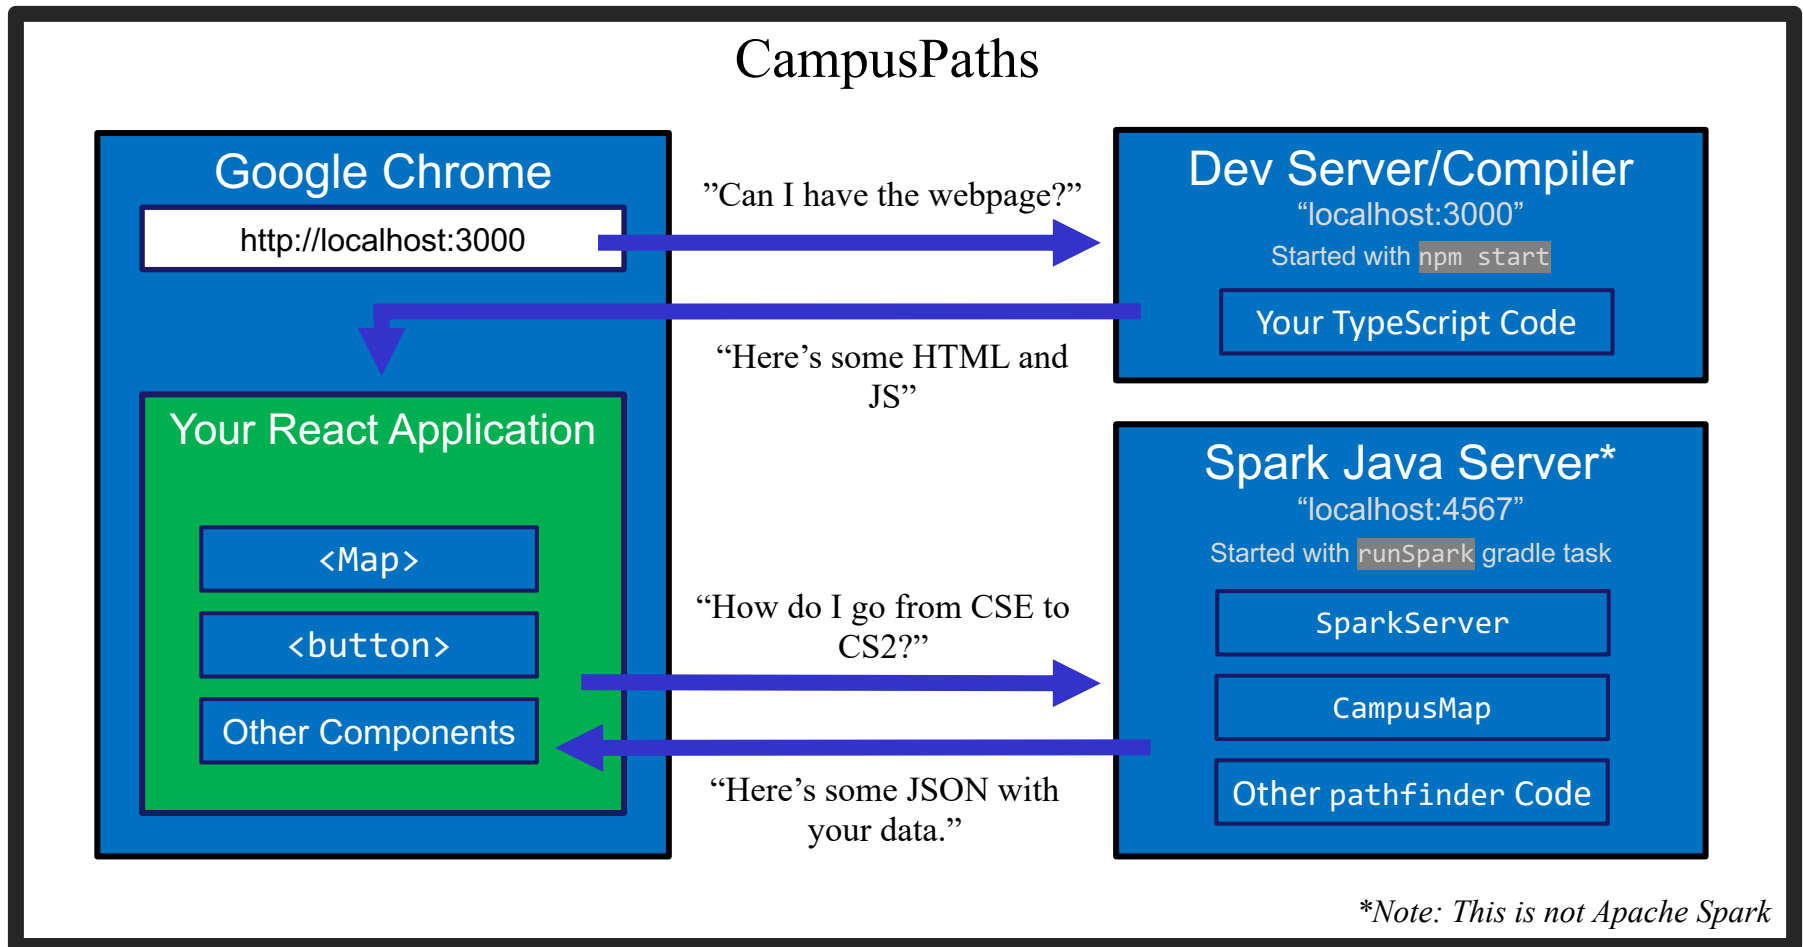 CampusPaths
Google Chrome
http://localhost:3000
”Can I have the webpage?”
“Here’s some HTML and
JS”
Dev Server/Compiler
“localhost:3000”
Started with npm start
Your TypeScript Code
Your React Application
<Map>
<button>
Other Components
“How do I go from CSE to
CS2?”
“Here’s some JSON with
your data.”
Spark Java Server*
“localhost:4567”
Started with runSpark gradle task
SparkServer
CampusMap
Other pathfinder Code
*Note: This is not Apache Spark